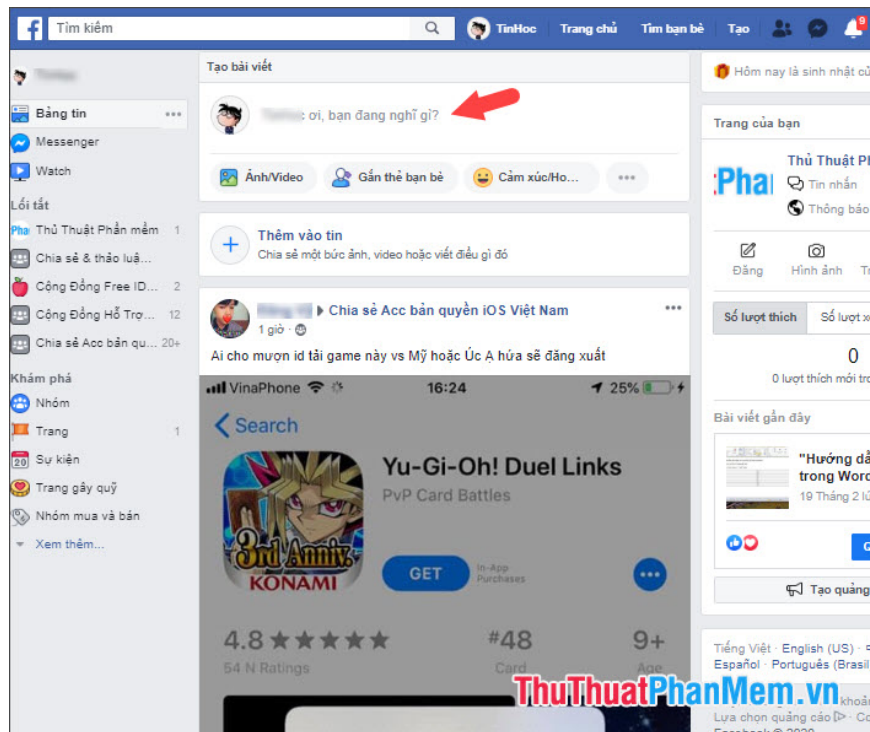 Tìm kiếm
TinHoc
Trang chủ
Tìm bạn bè
Tạo
9
Bảng tin
Messenger
Watch
Lối tắt
Thủ Thuật Phần mềm 1
Chia sẻ & thảo luậ...
Cộng Đồng Free ID... 2
Cộng Đồng Hỗ Trợ... 12
Chia sẻ Acc bản qu... 20+
Khám phá
Nhóm
Trang 1
Sự kiện
Trang gây quỹ
Nhóm mua và bán
Xem thêm...
Tạo bài viết
ơi, bạn đang nghĩ gì?
Ảnh/Video
Gắn thẻ bạn bè
Cảm xúc/Ho...
Thêm vào tin
Chia sẻ một bức ảnh, video hoặc viết điều gì đó
Chia sẻ Acc bản quyền iOS Việt Nam
1 giờ ·
Ai cho mượn id tải game này vs Mỹ hoặc Úc Ạ hứa sẽ đăng xuất
VinaPhone 16:24 25%
Search
Yu-Gi-Oh! Duel Links
PvP Card Battles
3rd Anniv.
KONAMI
GET
In-App
Purchases
4.8 #48 9+
54 N Ratings Card Age
Hôm nay là sinh nhật củ
Trang của bạn
Phần
Thủ Thuật Ph
Tin nhắn
Thông báo
Đăng
Hình ảnh
Tr
Số lượt thích
Số lượt x
0
0 lượt thích mới tro
Bài viết gần đây
"Hướng dẫ
trong Word
19 Tháng 2 lú
Tạo quảng
Tiếng Việt · English (US) ·
Español · Português (Brasil
ThuThuatPhanMem.vn
khoả
Lựa chọn quảng cáo · Co
Facebook © 2020